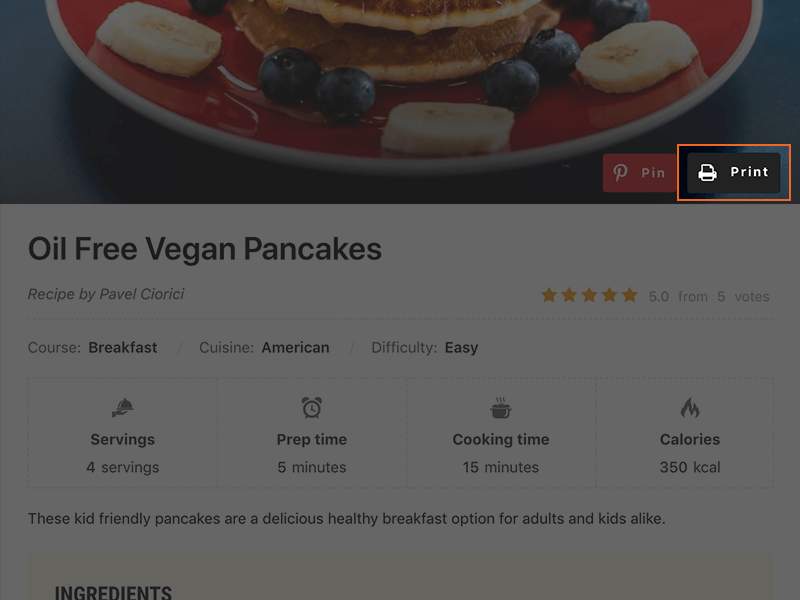 Pin
Print
Oil Free Vegan Pancakes
Recipe by Pavel Ciorici
5.0 from 5 votes
Course: Breakfast / Cuisine: American / Difficulty: Easy
Servings Prep time Cooking time Calories
4 servings 5 minutes 15 minutes 350 kcal
These kid friendly pancakes are a delicious healthy breakfast option for adults and kids alike.
INGREDIENTS